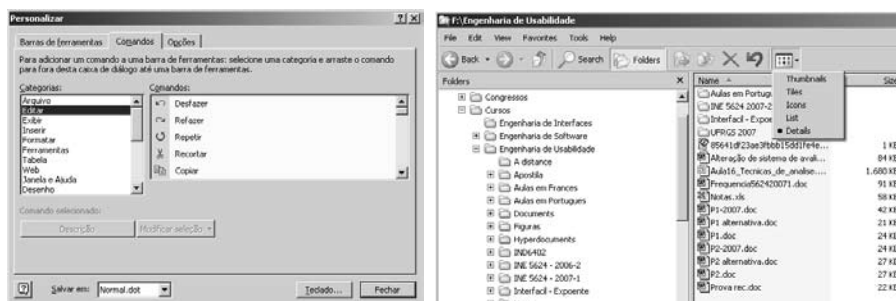 Personalizar
Barras de ferramentas Comandos Opções
Para adicionar um comando a uma barra de ferramentas: selecione uma categoria e arraste o comando
para fora desta caixa de diálogo até uma barra de ferramentas.
Categorias: Comandos:
Arquivo
Editar
Exibir
Inserir
Formatar
Ferramentas
Tabela
Web
Janela e Ajuda
Desenho
Desfazer
Refazer
Repetir
Recortar
Copiar
Comando selecionado:
Descrição Modificar seleção
Salvar em: Normal.dot Teclado... Fechar
f:\Engenharia de Usabilidade
File Edit View Favorites Tools Help
Back Search Folders
Folders
Congressos
Cursos
Engenharia de Interfaces
Engenharia de Software
Engenharia de Usabilidade
A distance
Apostila
Aulas em Frances
Aulas em Portugues
Documents
Figuras
Hyperdocuments
IND6402
INE 5624 - 2006-2
INE 5624 - 2007-1
Interfacil - Expoente
Thumbnails
Tiles
Icons
List
Details
Name Size
Aulas em Portugu
INE 5624 2007-2
Interfacil - Expoe
UFRGS 2007
1 KB
Alteração de sistema de avali... 84 KB
Aula16_Tecnicas_de_analise.... 1.680 KB
Frequencia562420071.doc 91 KB
Notas.xls 58 KB
P1-2007.doc 42 KB
P1 alternativa.doc 21 KB
P1.doc 24 KB
P2-2007.doc 24 KB
P2 alternativa.doc 27 KB
P2.doc 27 KB
Prova rec.doc 22 KB